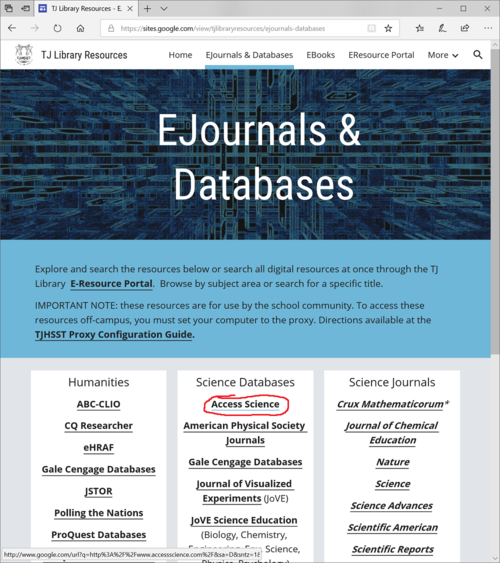 TJ Library Resources - E.
https://sites.google.com/view/tjlibraryresources/ejournals-databases
TJ Library Resources
Home
EJournals & Databases
EBooks
EResource Portal
More
EJournals &
Databases
Explore and search the resources below or search all digital resources at once through the TJ
Library E-Resource Portal. Browse by subject area or search for a specific title.
IMPORTANT NOTE: these resources are for use by the school community. To access these
resources off-campus, you must set your computer to the proxy. Directions available at the
TJHSST Proxy Configuration Guide.
Humanities
ABC-CLIO
CQ Researcher
eHRAF
Gale Cengage Databases
JSTOR
Polling the Nations
ProQuest Databases
Science Databases
Access Science
American Physical Society
Journals
Gale Cengage Databases
Journal of Visualized
Experiments (JoVE)
JoVE Science Education
(Biology, Chemistry,
Science,
Science Journals
Crux Mathematicorum*
Journal of Chemical
Education
Nature
Science
Science Advances
Scientific American
Scientific Reports
http://www.google.com/url?q=http%3A%2F%2Fwww.accessscience.com%2F&sa=D&sntz=1&